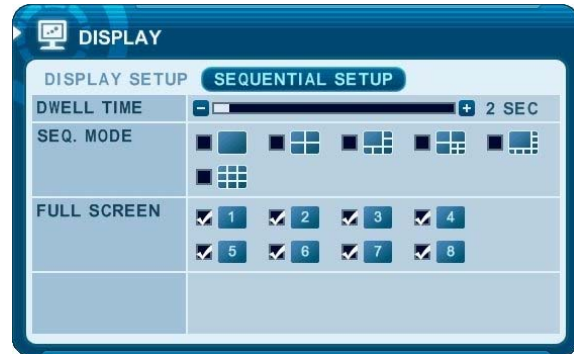 DISPLAY
DISPLAY SETUP SEQUENTIAL SETUP
DWELL TIME 2 SEC
SEQ. MODE
FULL SCREEN 1 2 3 4
5 6 7 8